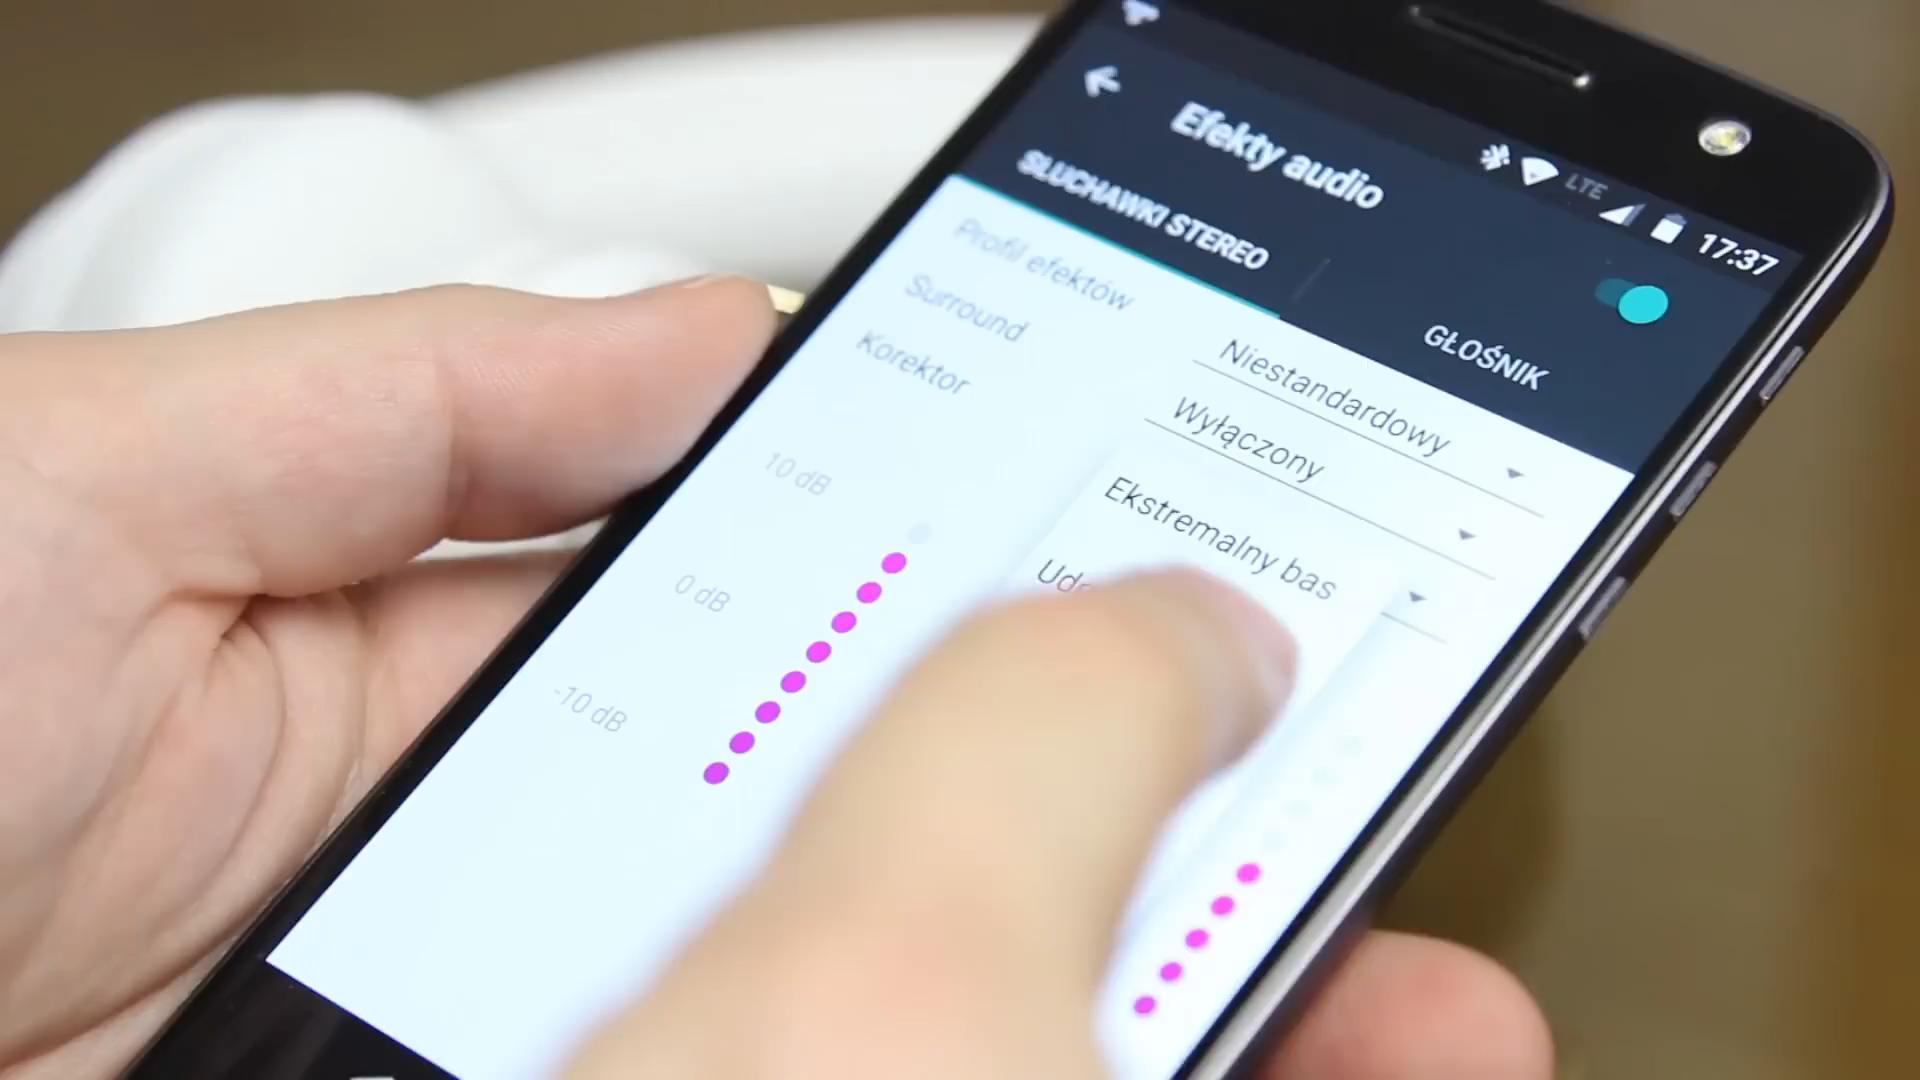 LTE 17:37
Efekty audio
SŁUCHAWKI STEREO GŁOŚNIK
Profil efektów Niestandardowy
Surround Wyłączony
Korektor Ekstremalny bas
10 dB
0 dB
-10 dB